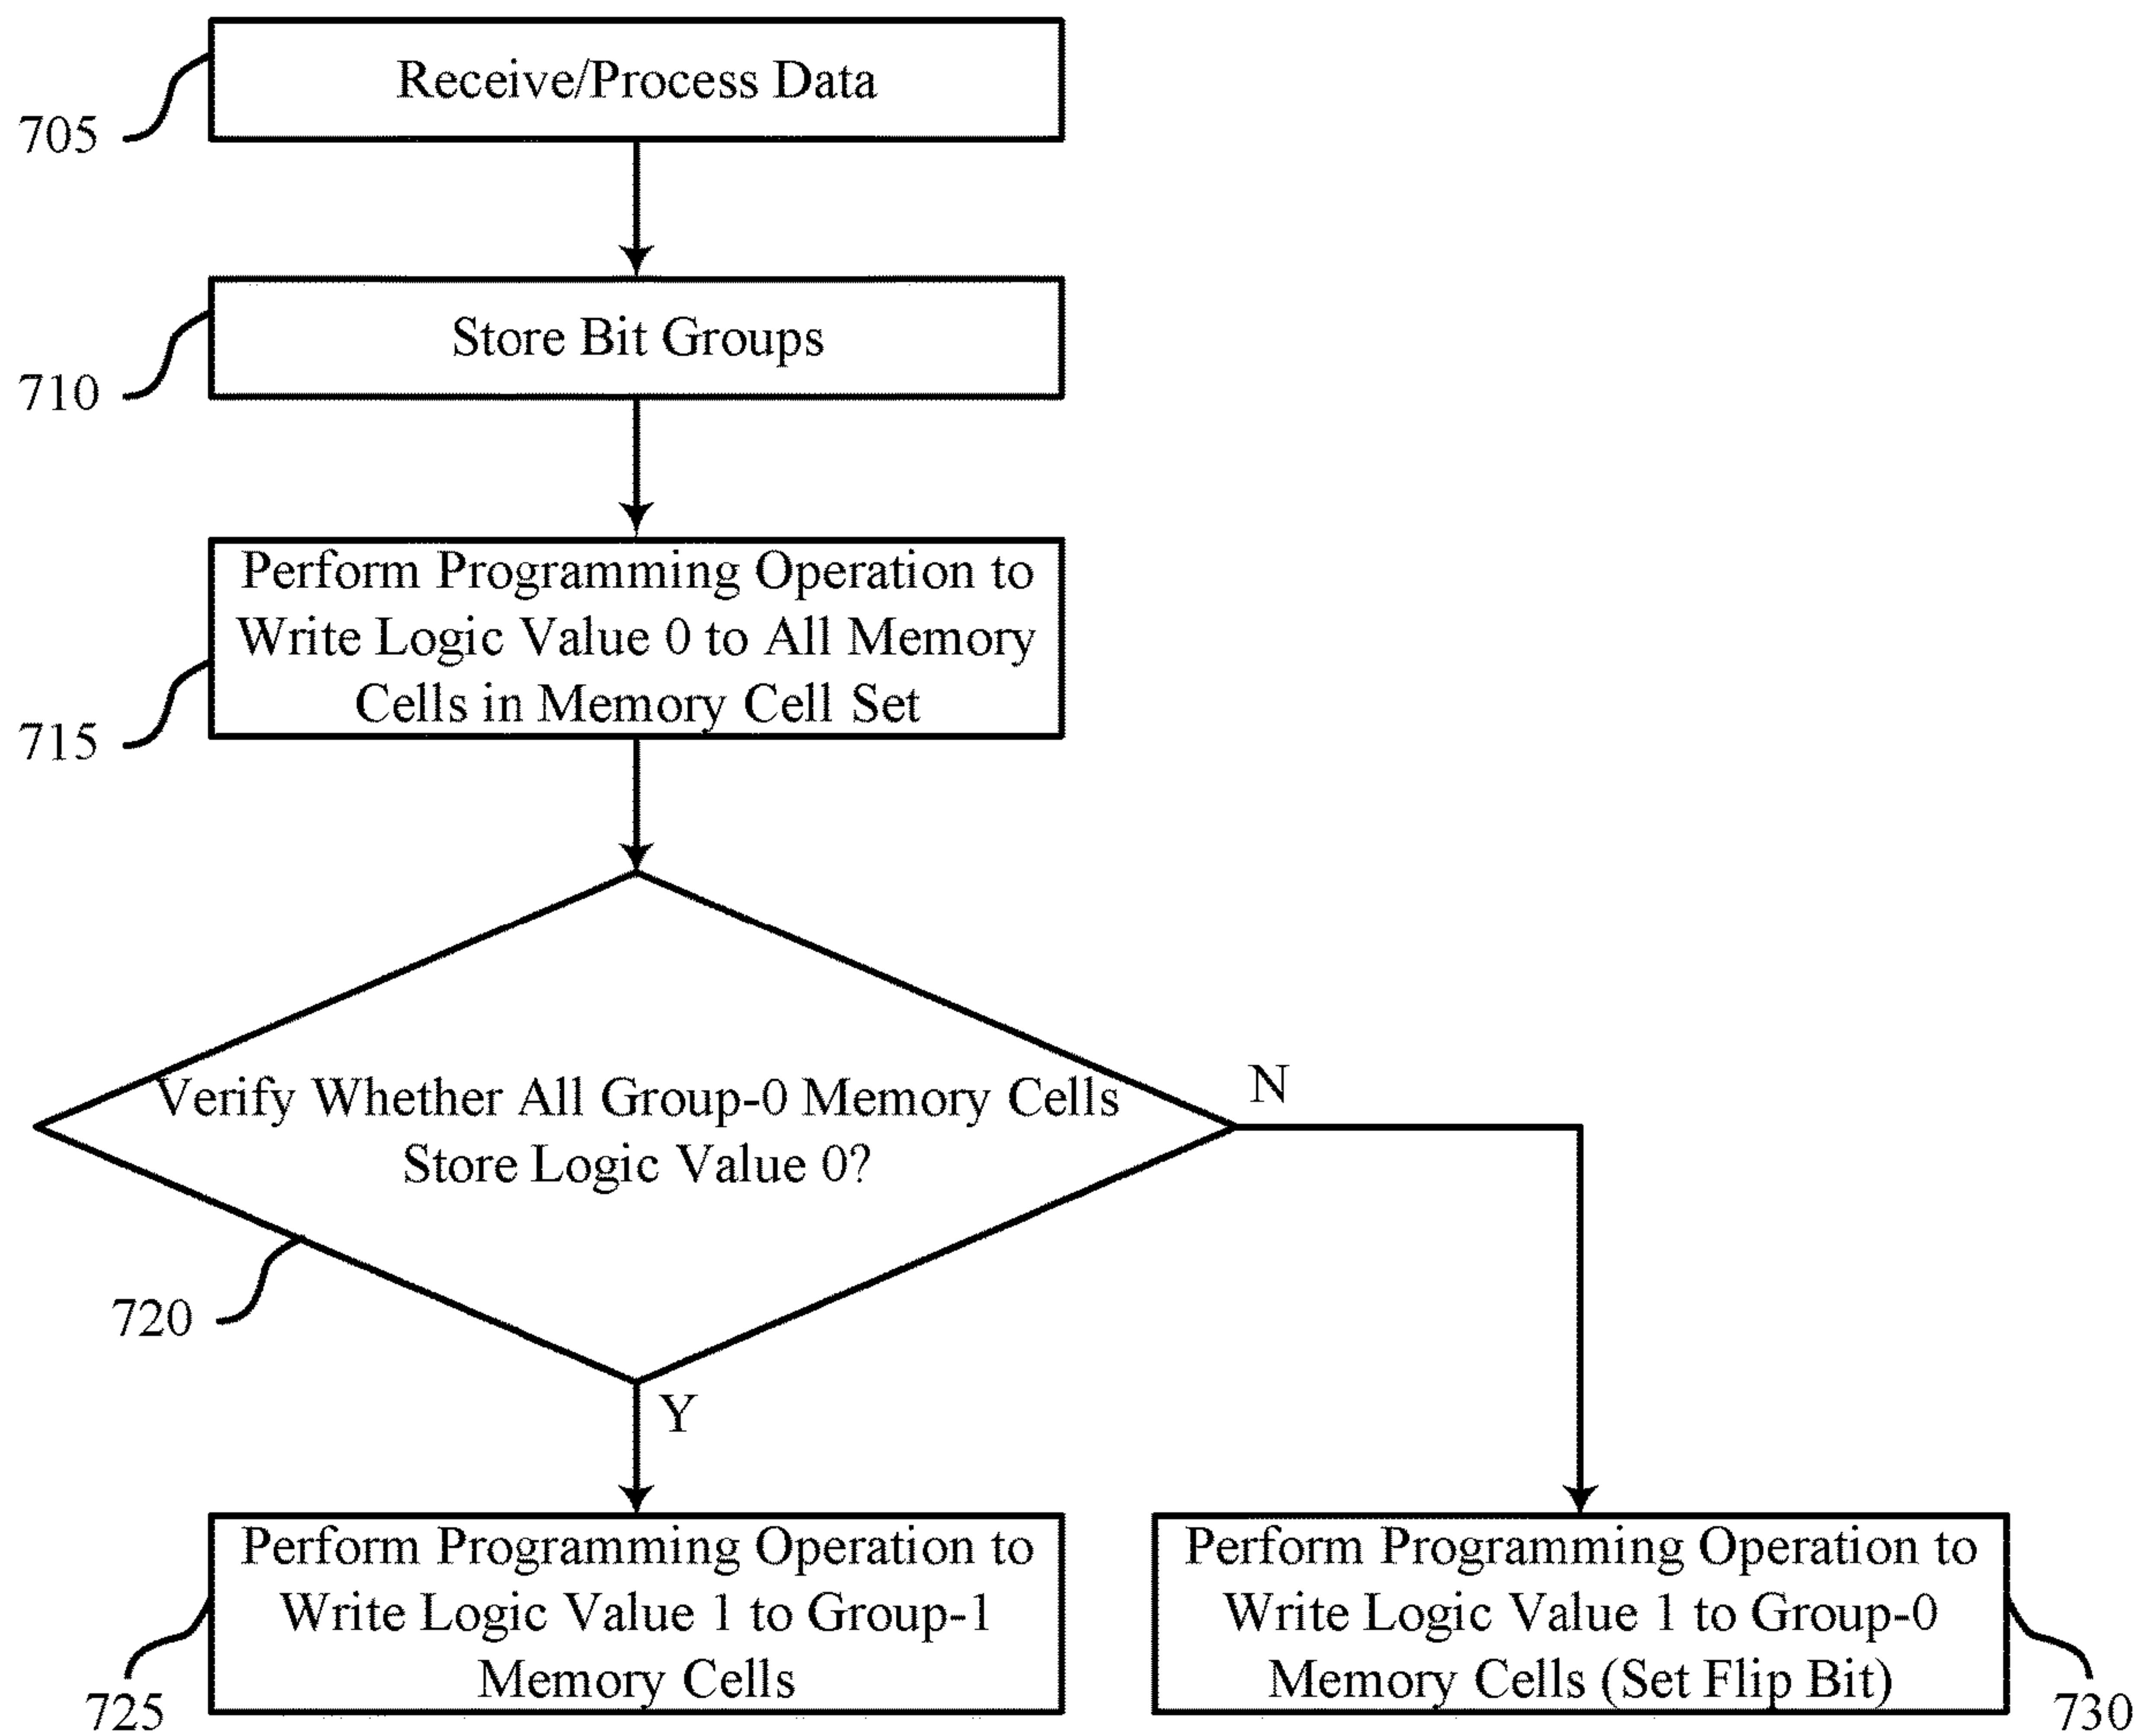 Receive/Process Data
705
Store Bit Groups
710
Perform Programming Operation to
Write Logic Value 0 to All Memory
Cells in Memory Cell Set
715
Verify Whether All Group-0 Memory Cells
Store Logic Value 0?
N
720
Y
Perform Programming Operation to
Write Logic Value 1 to Group-1
Memory Cells
725
Perform Programming Operation to
Write Logic Value 1 to Group-0
Memory Cells (Set Flip Bit)
730